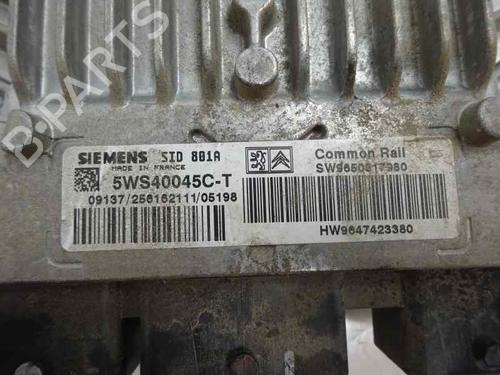 B-PARTS
SIEMENS SID 801A
MADE IN FRANCE
5WS40045C-T
09137/256162111/05198
Common Rail
SW9650517980
HW9647423380